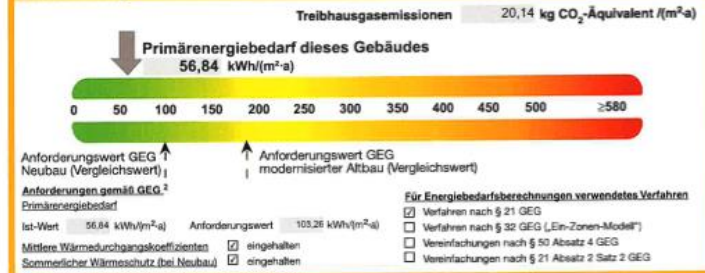 Treibhausgasemissionen 20,14 kg CO₂-Äquivalent /(m²·a)
Primärenergiebedarf dieses Gebäudes
56,84 kWh/(m²·a)
0 50 100 150 200 250 300 350 400 450 500 ≥580
Anforderungswert GEG
Neubau (Vergleichswert)
Anforderungswert GEG
modernisierter Altbau (Vergleichswert)
Anforderungen gemäß GEG ²
Primärenergiebedarf
Ist-Wert 56,84 kWh/(m²·a) Anforderungswert 103,26 kWh/(m²·a)
Mittlere Wärmedurchgangskoeffizienten ☑ eingehalten
Sommerlicher Wärmeschutz (bei Neubau) ☑ eingehalten
Für Energiebedarfsberechnungen verwendetes Verfahren
☑ Verfahren nach § 21 GEG
☐ Verfahren nach § 32 GEG („Ein-Zonen-Modell")
☐ Vereinfachungen nach § 50 Absatz 4 GEG
☐ Vereinfachungen nach § 21 Absatz 2 Satz 2 GEG